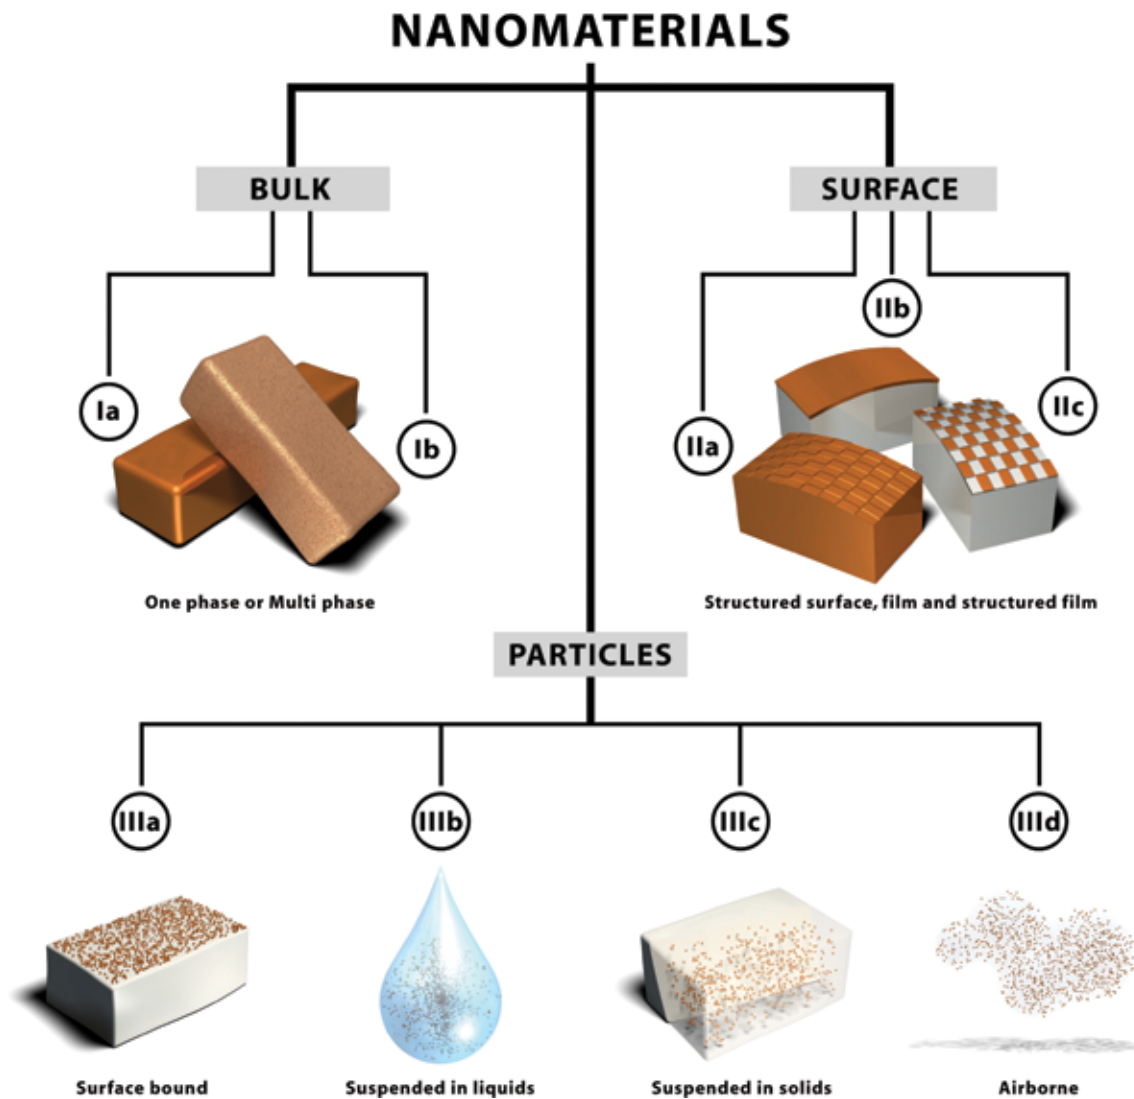 NANOMATERIALS
BULK
SURFACE
IIb
Ia
IIc
Ib
IIa
One phase or Multi phase
Structured surface, film and structured film
PARTICLES
IIIa
IIIb
IIIc
IIId
Surface bound
Suspended in liquids
Suspended in solids
Airborne